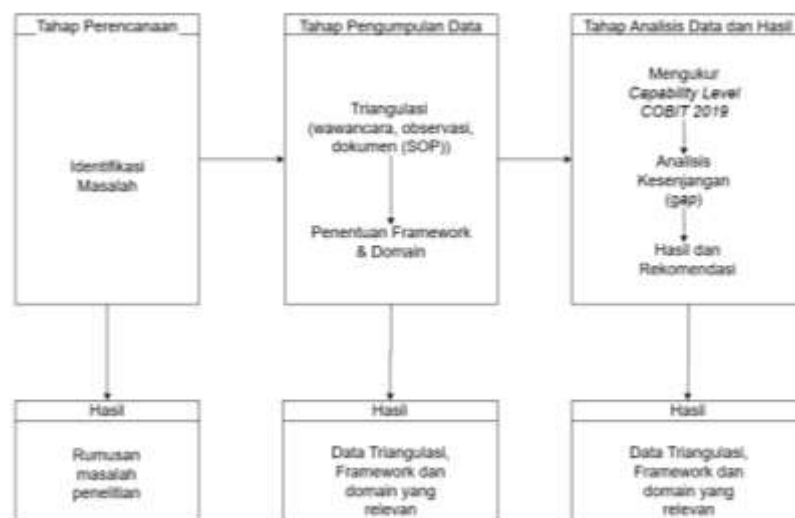 Tahap Perencanaan
Identifikasi
Masalah
Tahap Pengumpulan Data
Triangulasi
(wawancara, observasi,
dokumen (SOP))
Penentuan Framework
& Domain
Tahap Analisis Data dan Hasil
Mengukur
Capability Level
COBIT 2019
Analisis
Kesenjangan
(gap)
Hasil dan
Rekomendasi
Hasil
Rumusan
masalah
penelitian
Hasil
Data Triangulasi,
Framework dan
domain yang
relevan
Hasil
Data Triangulasi,
Framework dan
domain yang
relevan